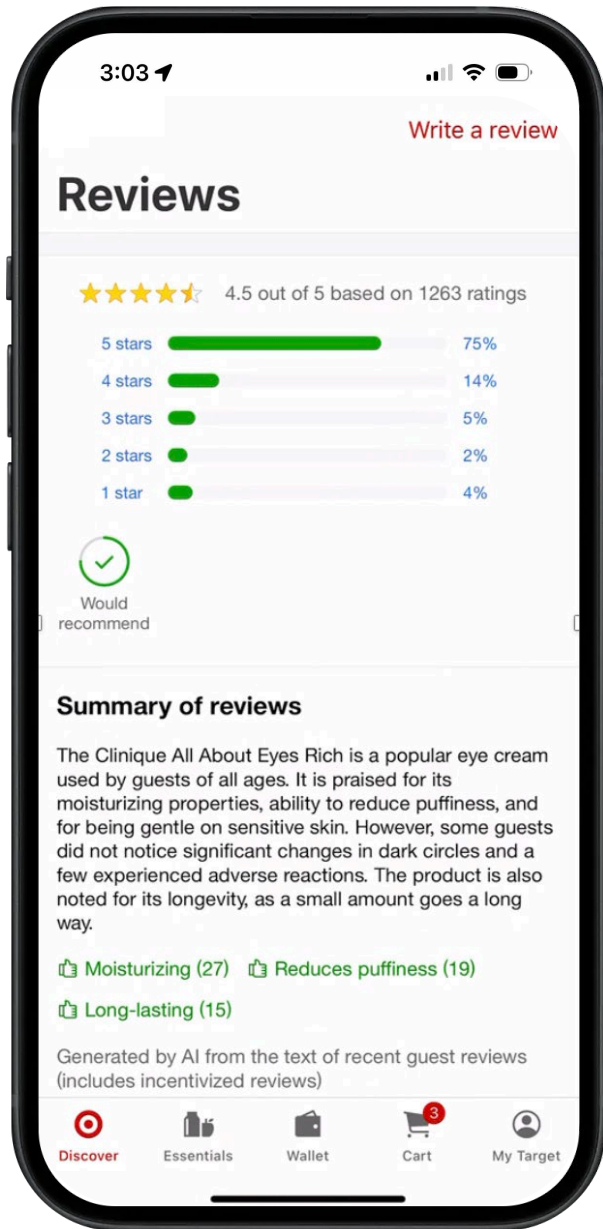 3:03
Write a review
Reviews
4.5 out of 5 based on 1263 ratings
5 stars 75%
4 stars 14%
3 stars 5%
2 stars 2%
1 star 4%
Would
recommend
Summary of reviews
The Clinique All About Eyes Rich is a popular eye cream
used by guests of all ages. It is praised for its
moisturizing properties, ability to reduce puffiness, and
for being gentle on sensitive skin. However, some guests
did not notice significant changes in dark circles and a
few experienced adverse reactions. The product is also
noted for its longevity, as a small amount goes a long
way.
Moisturizing (27) Reduces puffiness (19)
Long-lasting (15)
Generated by AI from the text of recent guest reviews
(includes incentivized reviews)
3
Discover Essentials Wallet Cart My Target